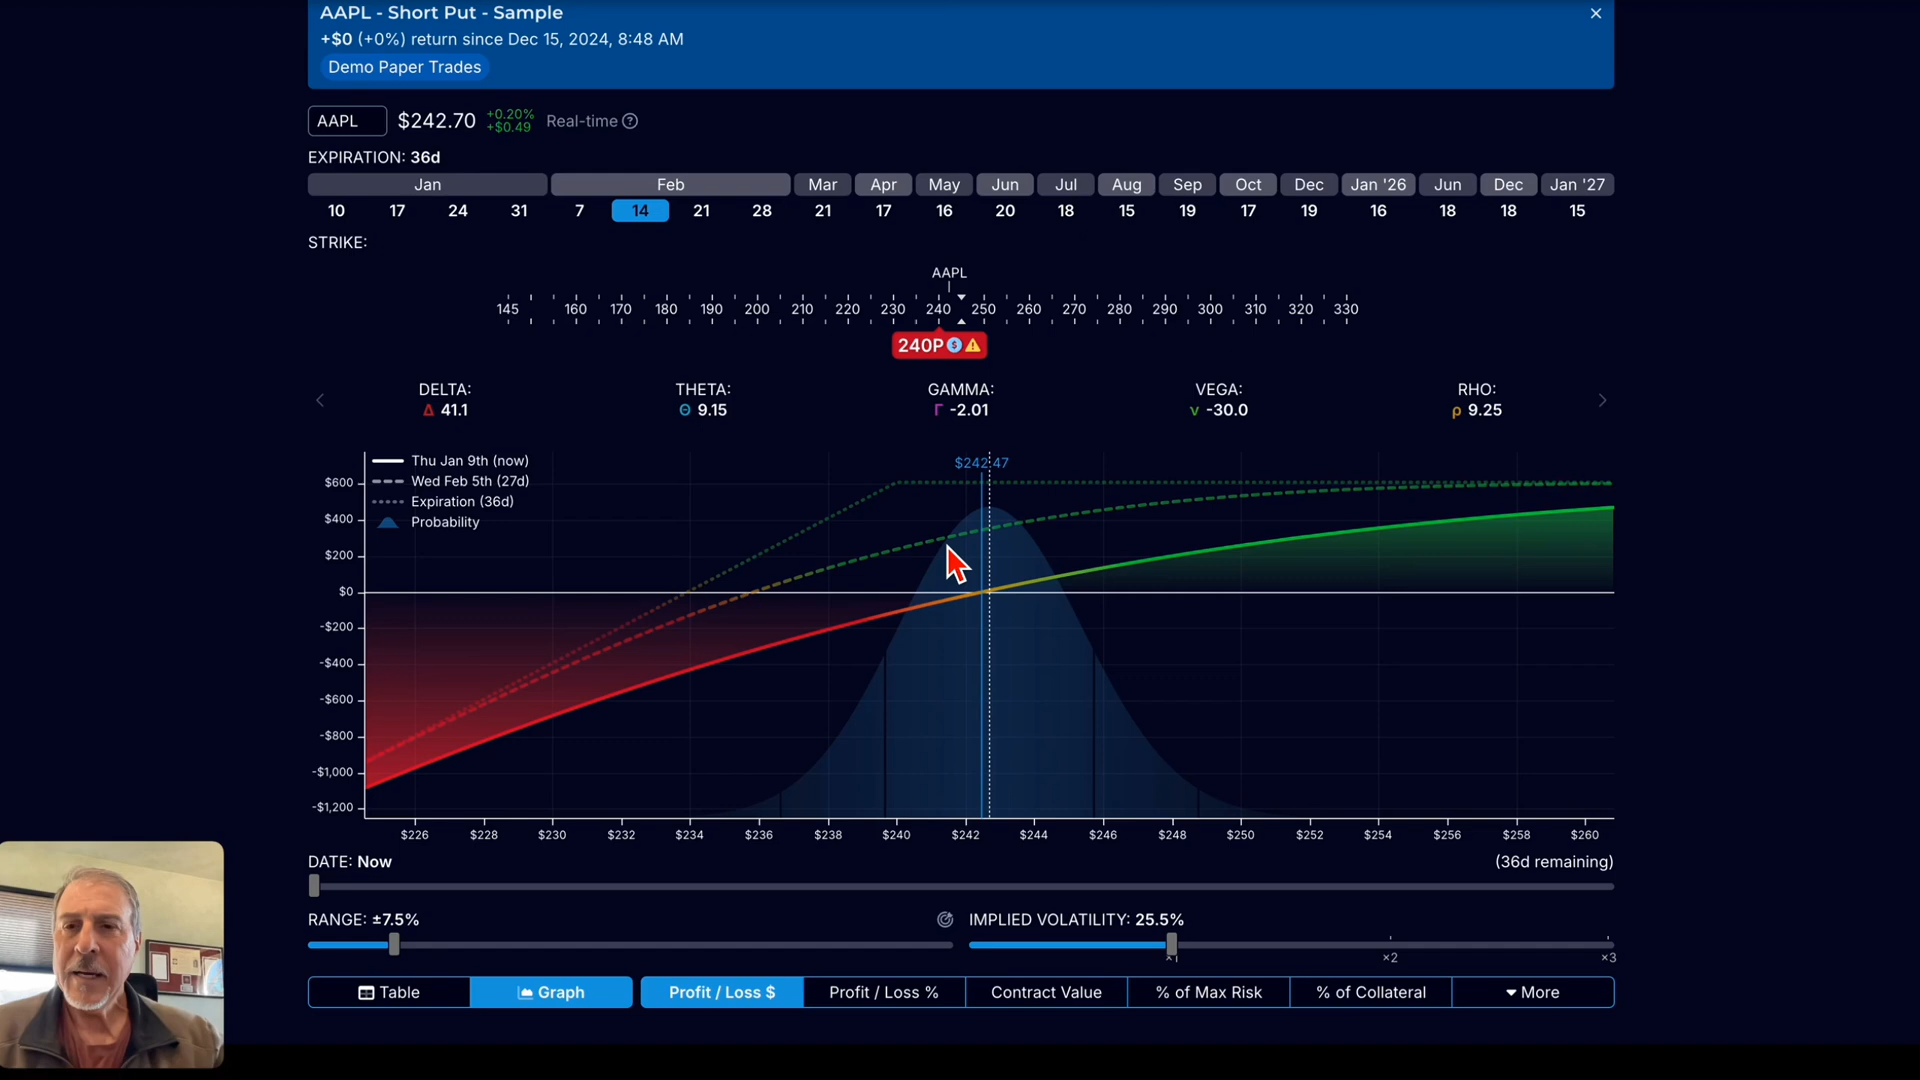 AAPL - Short Put - Sample
+$0 (+0%) return since Dec 15, 2024, 8:48 AM
Demo Paper Trades
AAPL $242.70 +0.20% +$0.49 Real-time ?
EXPIRATION: 36d
Jan Feb Mar Apr May Jun Jul Aug Sep Oct Dec Jan '26 Jun Dec Jan '27
10 17 24 31 7 14 21 28 21 17 16 20 18 15 19 17 19 16 18 18 15
STRIKE:
AAPL
145 160 170 180 190 200 210 220 230 240 250 260 270 280 290 300 310 320 330
240P $
DELTA: THETA: GAMMA: VEGA: RHO:
Δ 41.1 Θ 9.15 Γ -2.01 ν -30.0 ρ 9.25
Thu Jan 9th (now)
Wed Feb 5th (27d)
Expiration (36d)
Probability
$242.47
$600
$400
$200
$0
-$200
-$400
-$600
-$800
-$1,000
-$1,200
$226 $228 $230 $232 $234 $236 $238 $240 $242 $244 $246 $248 $250 $252 $254 $256 $258 $260
DATE: Now (36d remaining)
RANGE: ±7.5% IMPLIED VOLATILITY: 25.5%
×1 ×2 ×3
Table Graph Profit / Loss $ Profit / Loss % Contract Value % of Max Risk % of Collateral More